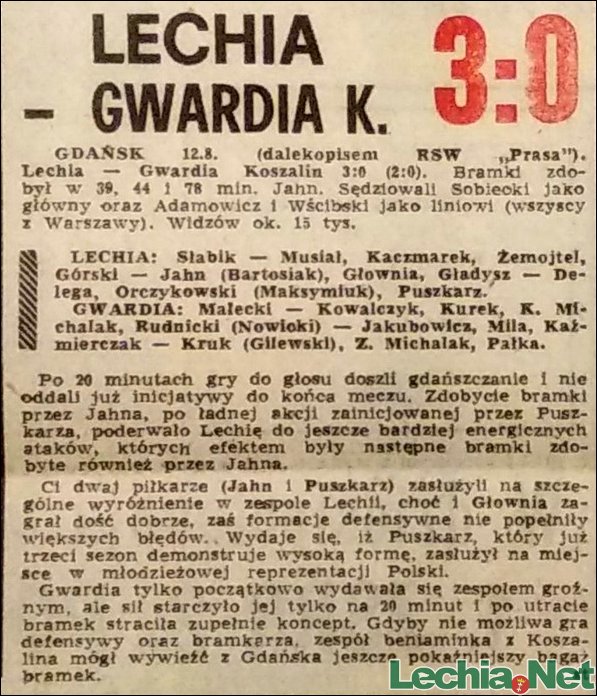 LECHIA
– GWARDIA K.
3:0
GDAŃSK 12.8. (dalekopisem RSW „Prasa").
Lechia — Gwardia Koszalin 3:0 (2:0). Bramki zdo-
był w 39, 44 i 78 min. Jahn. Sędziowali Sobiecki jako
główny oraz Adamowicz i Wścibski jako liniowi (wszyscy
z Warszawy). Widzów ok. 15 tys.
LECHIA: Słabik — Musiał, Kaczmarek, Żemojtel,
Górski — Jahn (Bartosiak), Głownia, Gładysz — De-
lega, Orczykowski (Maksymiuk), Puszkarz.
GWARDIA: Małecki — Kowalczyk, Kurek, K. Mi-
chalak, Rudnicki (Nowicki) — Jakubowicz, Mila, Kaź-
mierczak — Kruk (Gilewski), Z. Michalak, Pałka.
Po 20 minutach gry do głosu doszli gdańszczanie i nie
oddali już inicjatywy do końca meczu. Zdobycie bramki
przez Jahna, po ładnej akcji zainicjowanej przez Pusz-
karza, poderwało Lechię do jeszcze bardziej energicznych
ataków, których efektem były następne bramki zdo-
byte również przez Jahna.
Ci dwaj piłkarze (Jahn i Puszkarz) zasłużyli na szcze-
gólne wyróżnienie w zespole Lechii, choć i Głownia za-
grał dość dobrze, zaś formacje defensywne nie popełniły
większych błędów. Wydaje się, iż Puszkarz, który już
trzeci sezon demonstruje wysoką formę, zasłużył na miej-
sce w młodzieżowej reprezentacji Polski.
Gwardia tylko początkowo wydawała się zespołem groź-
nym, ale sił starczyło jej tylko na 20 minut i po utracie
bramek straciła zupełnie koncept. Gdyby nie możliwa gra
defensywy oraz bramkarza, zespół beniaminka z Kosza-
lina mógł wywieźć z Gdańska jeszcze pokaźniejszy bagaż
bramek.
Lechia.Net